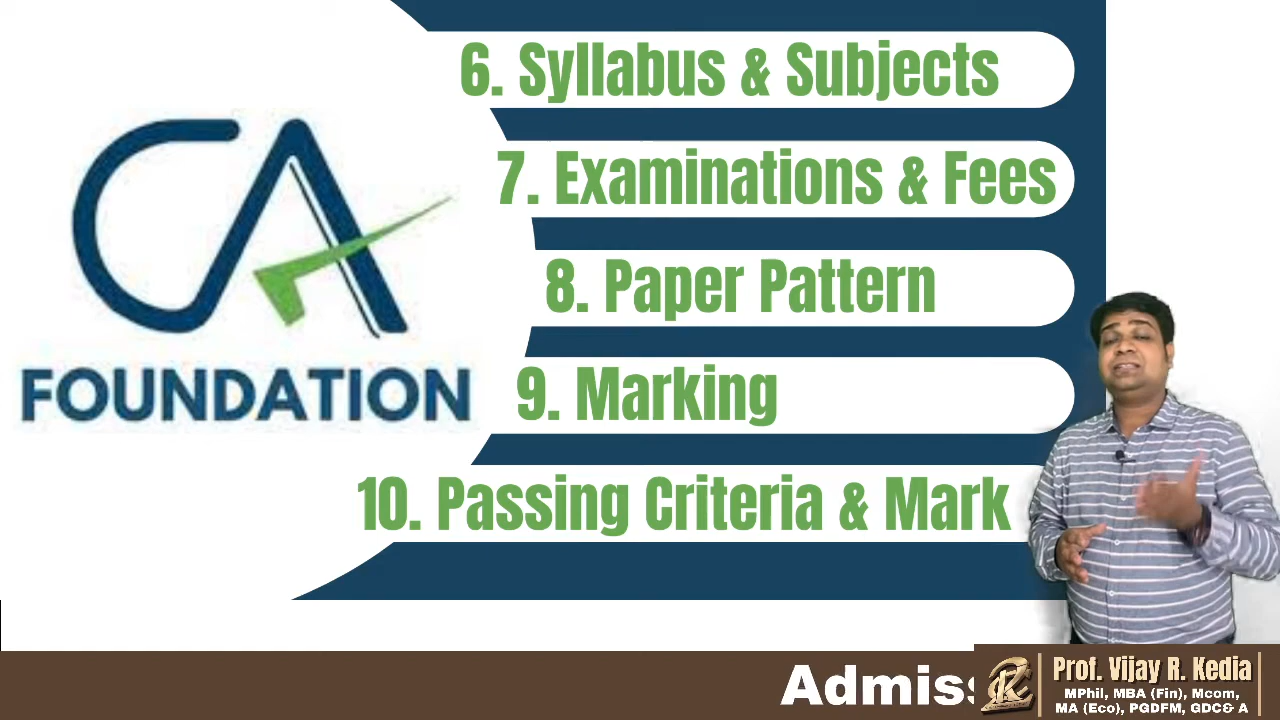 CA
FOUNDATION
6. Syllabus & Subjects
7. Examinations & Fees
8. Paper Pattern
9. Marking
10. Passing Criteria & Mark
Admiss
Prof. Vijay R. Kedia
MPhil, MBA (Fin), Mcom,
MA (Eco), PGDFM, GDC& A